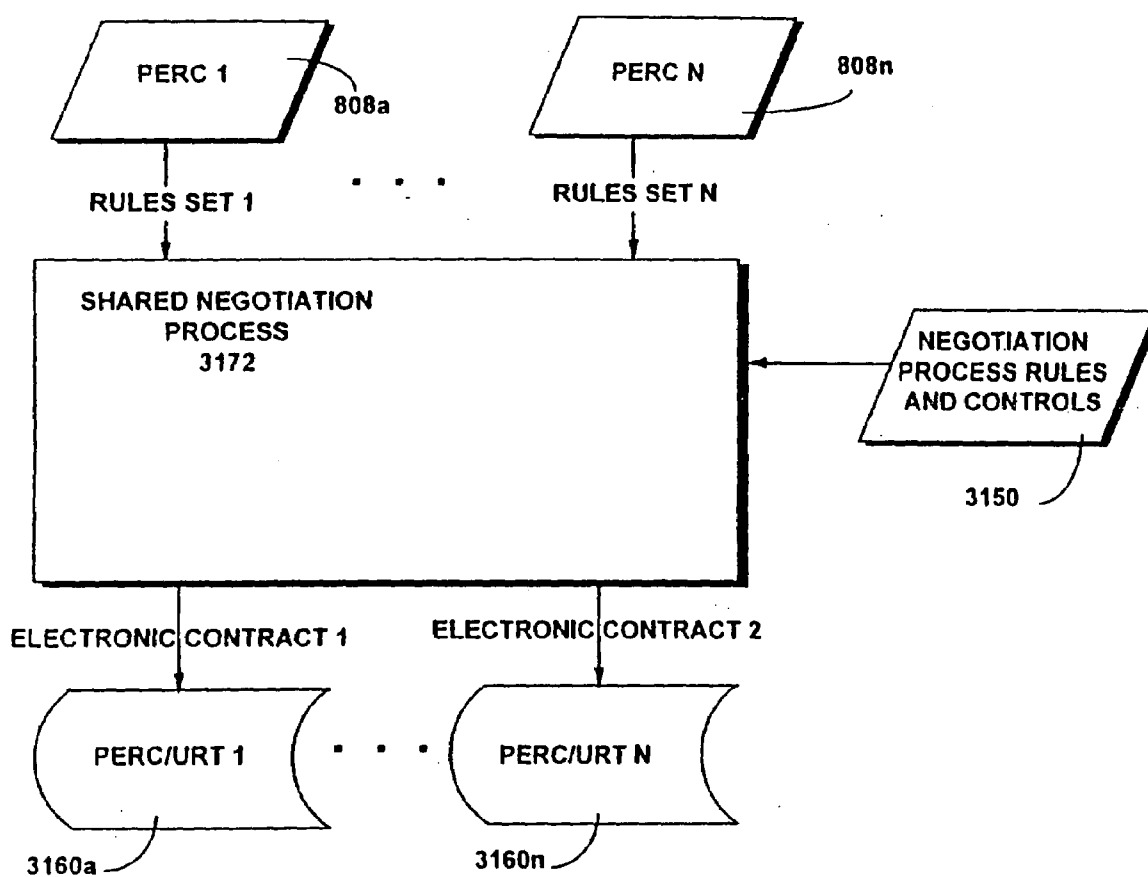 PERC 1
808a
PERC N
808n
RULES SET 1
RULES SET N
SHARED NEGOTIATION
PROCESS
3172
NEGOTIATION
PROCESS RULES
AND CONTROLS
3150
ELECTRONIC CONTRACT 1
ELECTRONIC CONTRACT 2
PERC/URT 1
PERC/URT N
3160a
3160n